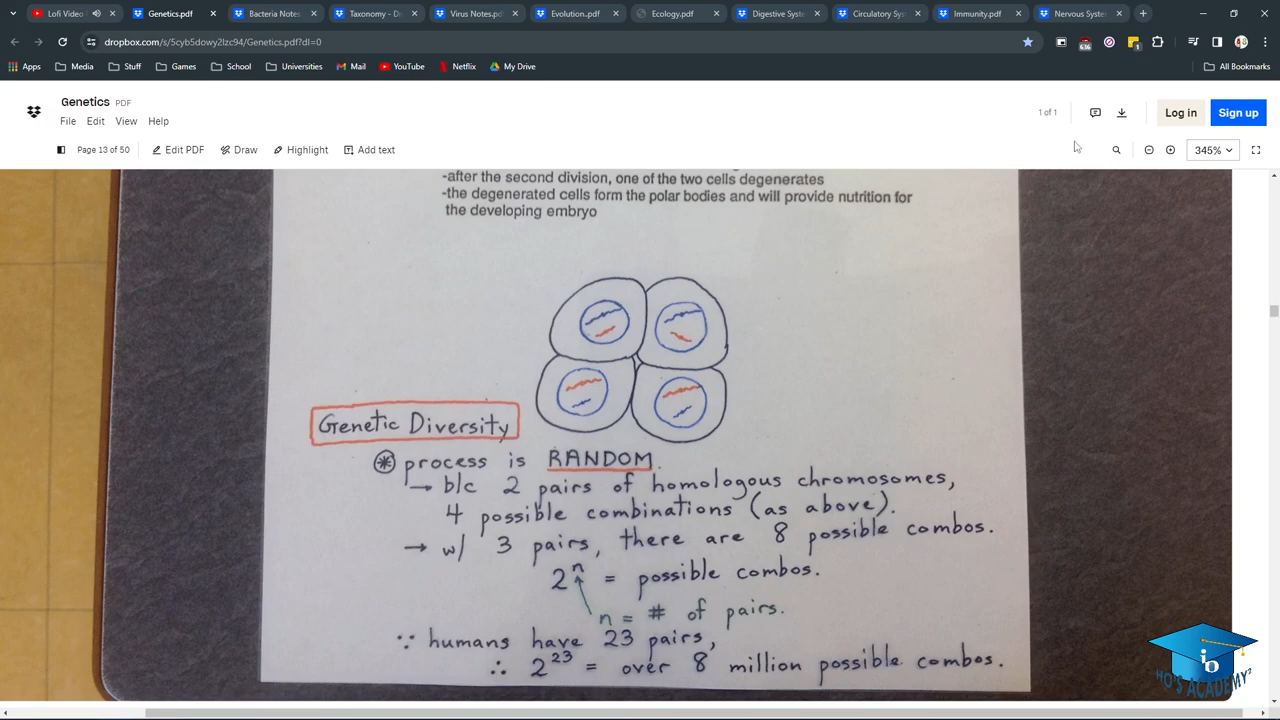 Lofi Video
Genetics.pdf
Bacteria Notes
Taxonomy - D
Virus Notes.p
Evolution..pdf
Ecology.pdf
Digestive Syst
Circulatory Sys
Immunity.pdf
Nervous Syste
dropbox.com/s/5cyb5dowy2lzc94/Genetics.pdf?dl=0
Apps Media Stuff Games School Universities Mail YouTube Netflix My Drive All Bookmarks
Genetics PDF
File Edit View Help
1 of 1
Log in Sign up
Page 13 of 50 Edit PDF Draw Highlight Add text 345%
-after the second division, one of the two cells degenerates
-the degenerated cells form the polar bodies and will provide nutrition for
the developing embryo
Genetic Diversity
process is RANDOM.
→ b/c 2 pairs of homologous chromosomes,
4 possible combinations (as above).
→ w/ 3 pairs, there are 8 possible combos.
2ⁿ = possible combos.
n = # of pairs.
∵ humans have 23 pairs,
∴ 2²³ = over 8 million possible combos.
io
HO'S ACADEMY